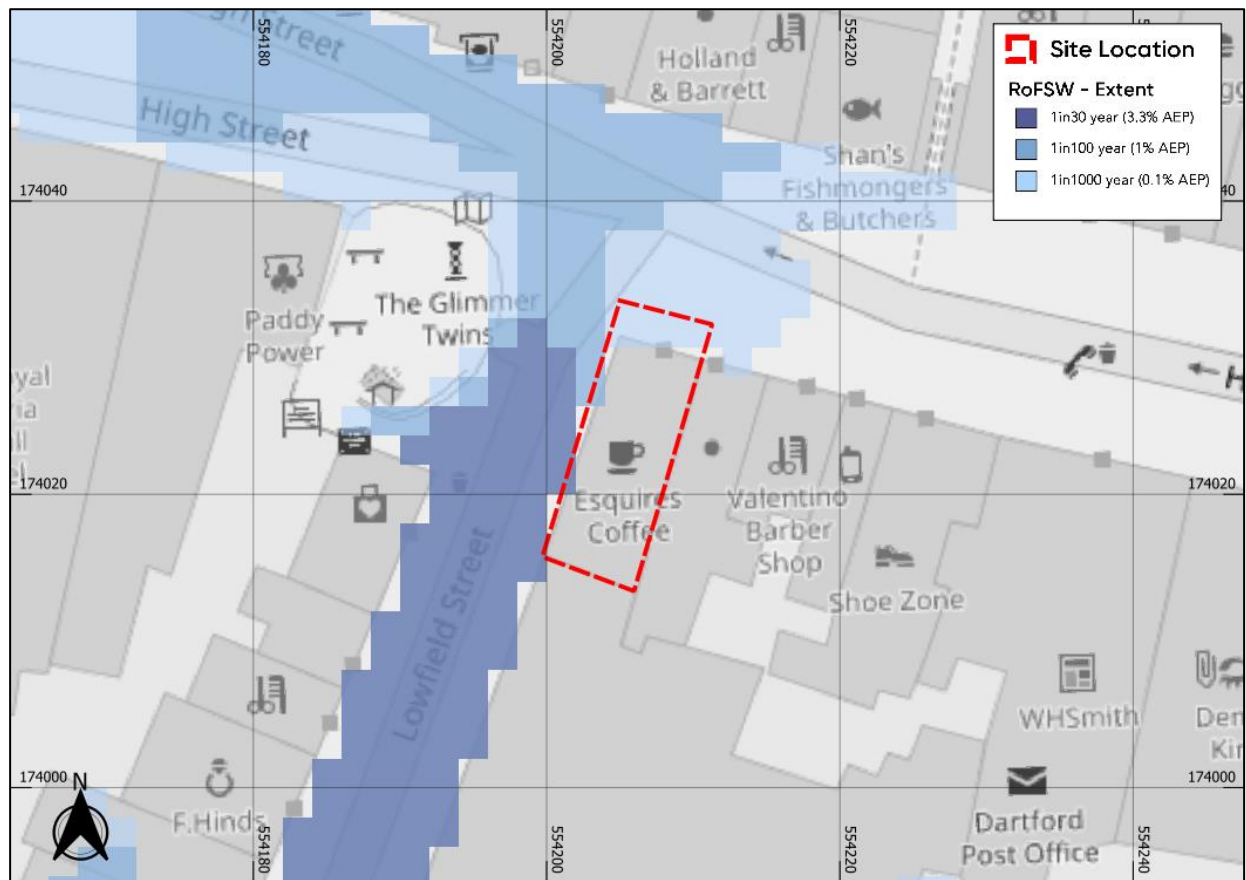 Site Location
RoFSW - Extent
1in30 year (3.3% AEP)
1in100 year (1% AEP)
1in1000 year (0.1% AEP)
554180
554200
554220
High Street
Holland
& Barrett
High Street
Shan's
Fishmongers
& Butchers
174040
The Glimmer
Twins
Paddy
Power
174020
174020
Esquires
Coffee
Valentino
Barber
Shop
Shoe Zone
Lowfield Street
WHSmith
174000
174000
N
F.Hinds
Dartford
Post Office
554180
554200
554220
554240